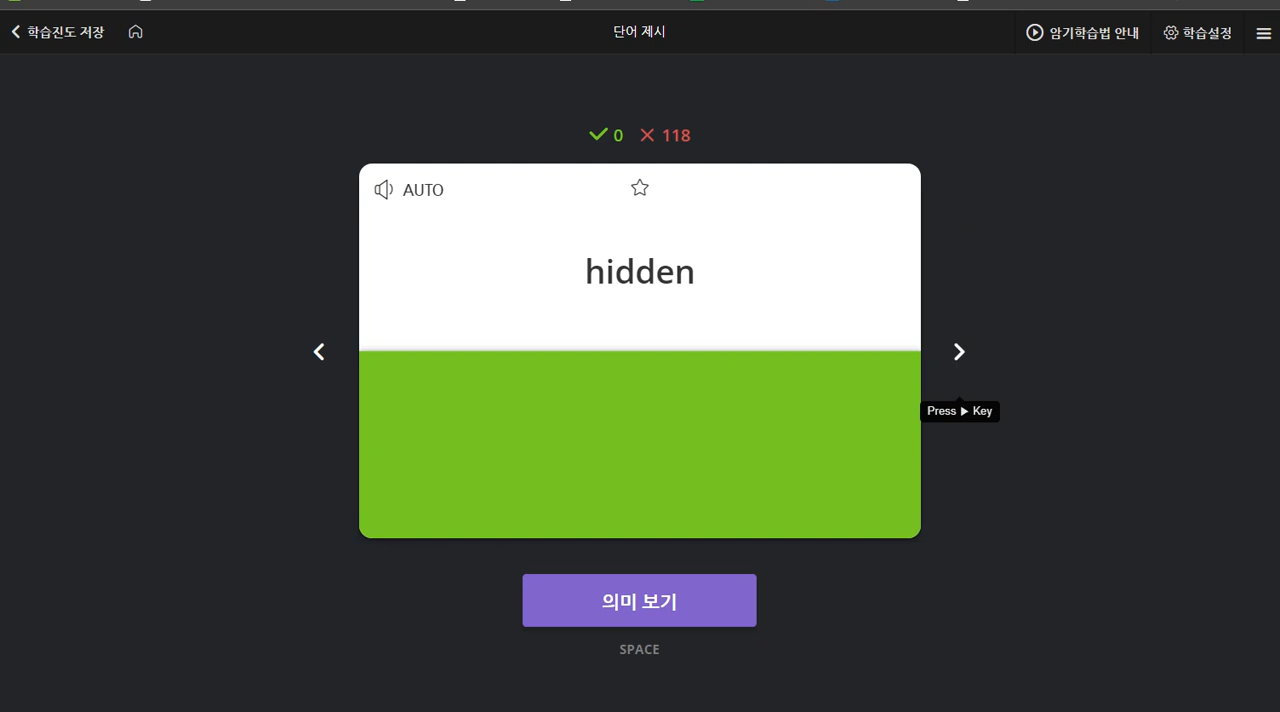 학습진도 저장
단어 제시
암기학습법 안내
학습설정
0
118
AUTO
hidden
Press ▶ Key
의미 보기
SPACE